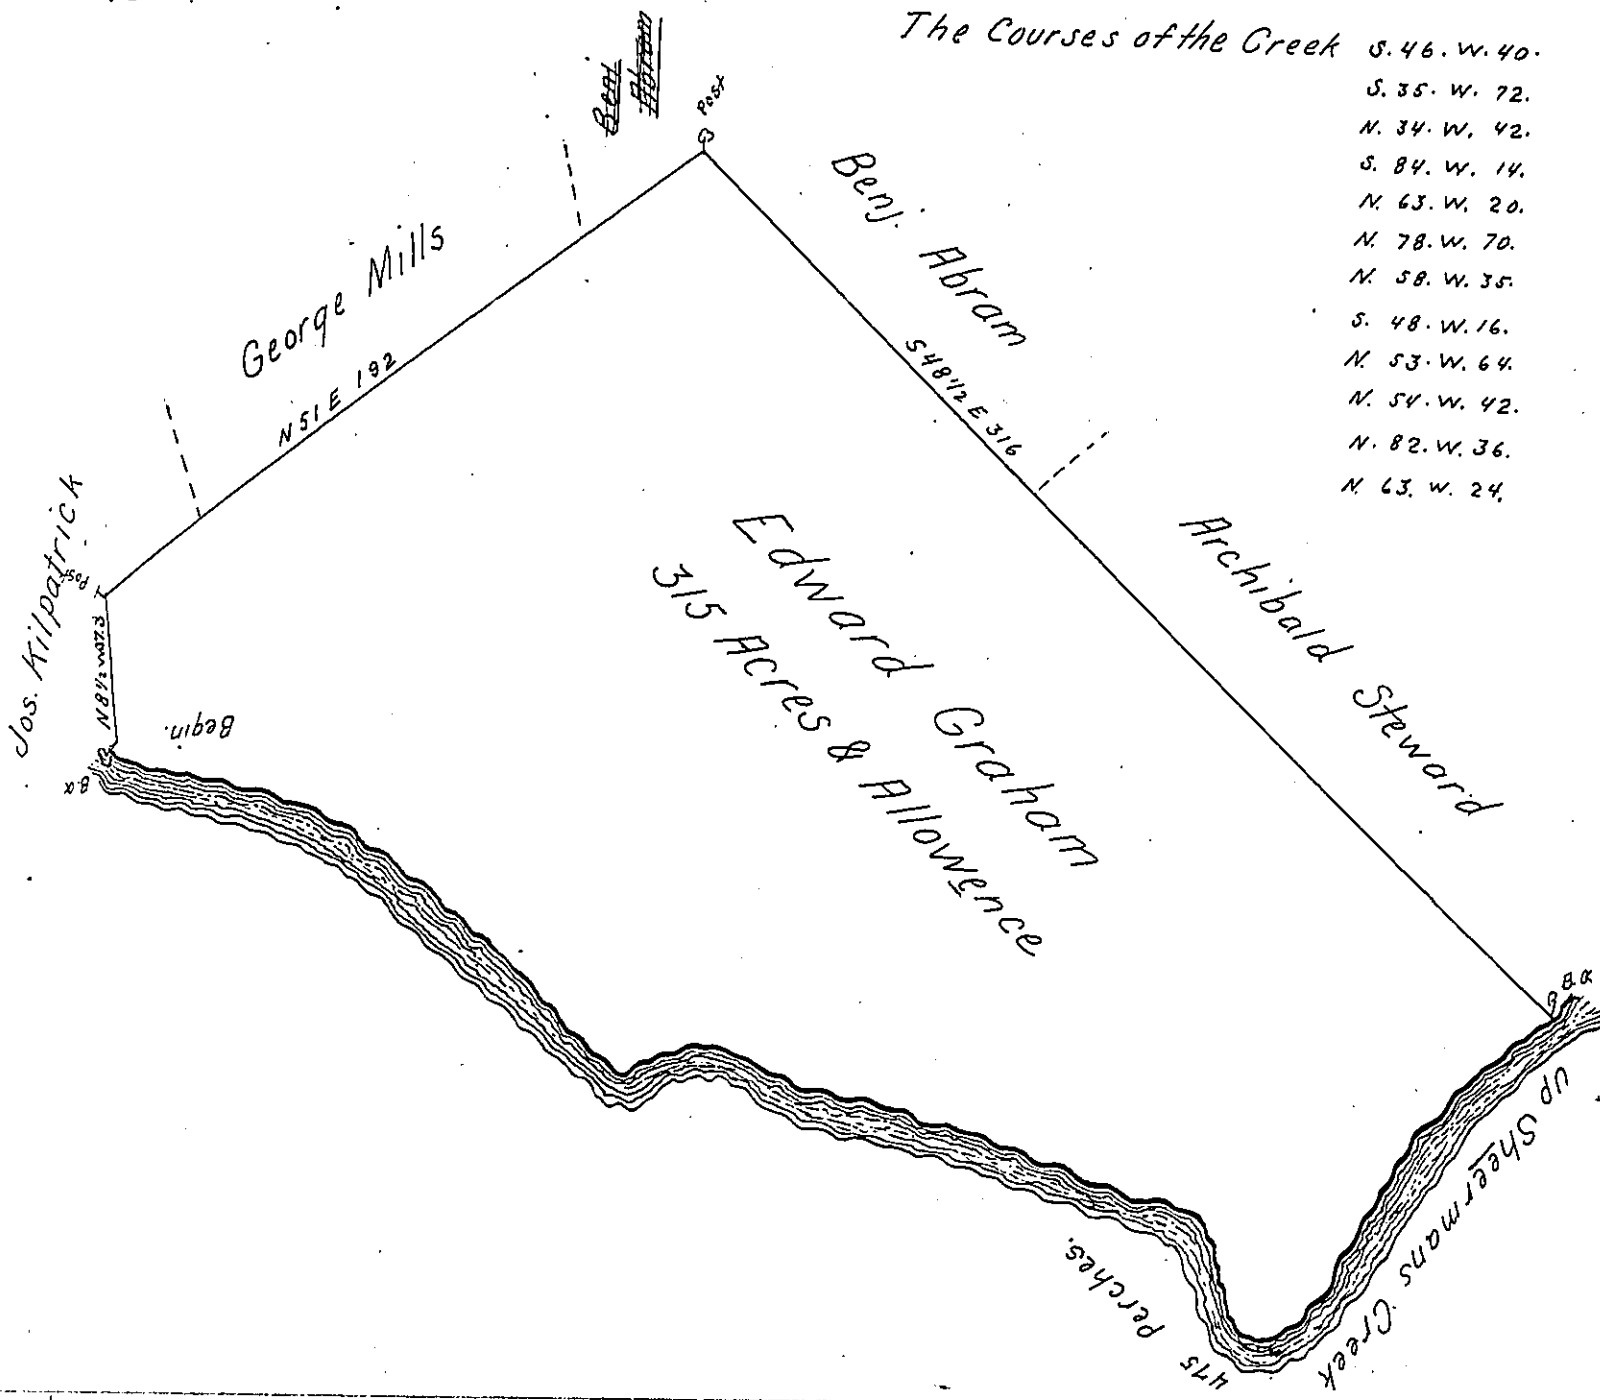 The Courses of the Creek S. 46. W. 40.
S. 35. W. 72.
N. 34. W. 42.
S. 84. W. 14.
N. 63. W. 20.
N. 78. W. 70.
N. 58. W. 35.
S. 48. W. 16.
N. 53. W. 64.
N. 54. W. 42.
N. 82. W. 36.
N. 63. W. 24.
Post
Benj. Abram
George Mills
N 51 E 192
S 48 1/2 E 316
Jos. Kilpatrick
Post
N 8 1/2 W
Begin.
Edward Graham
315 Acres & Allowence
Archibald Steward
Up Sheermans Creek
475
Perches.